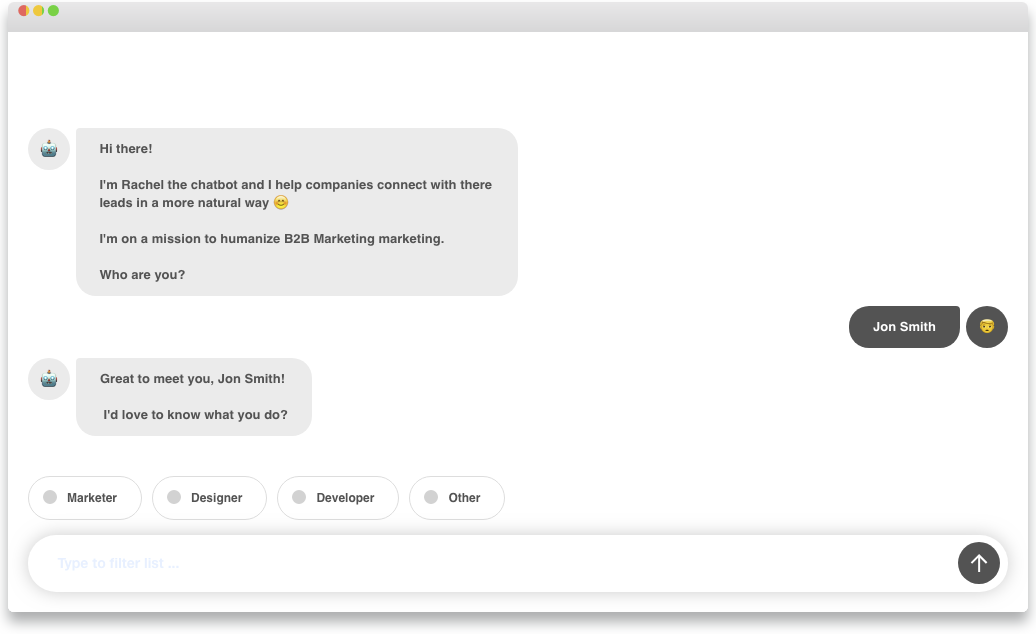 Hi there!
I'm Rachel the chatbot and I help companies connect with there
leads in a more natural way 😊
I'm on a mission to humanize B2B Marketing marketing.
Who are you?
Jon Smith
Great to meet you, Jon Smith!
I'd love to know what you do?
Marketer
Designer
Developer
Other
Type to filter list ...